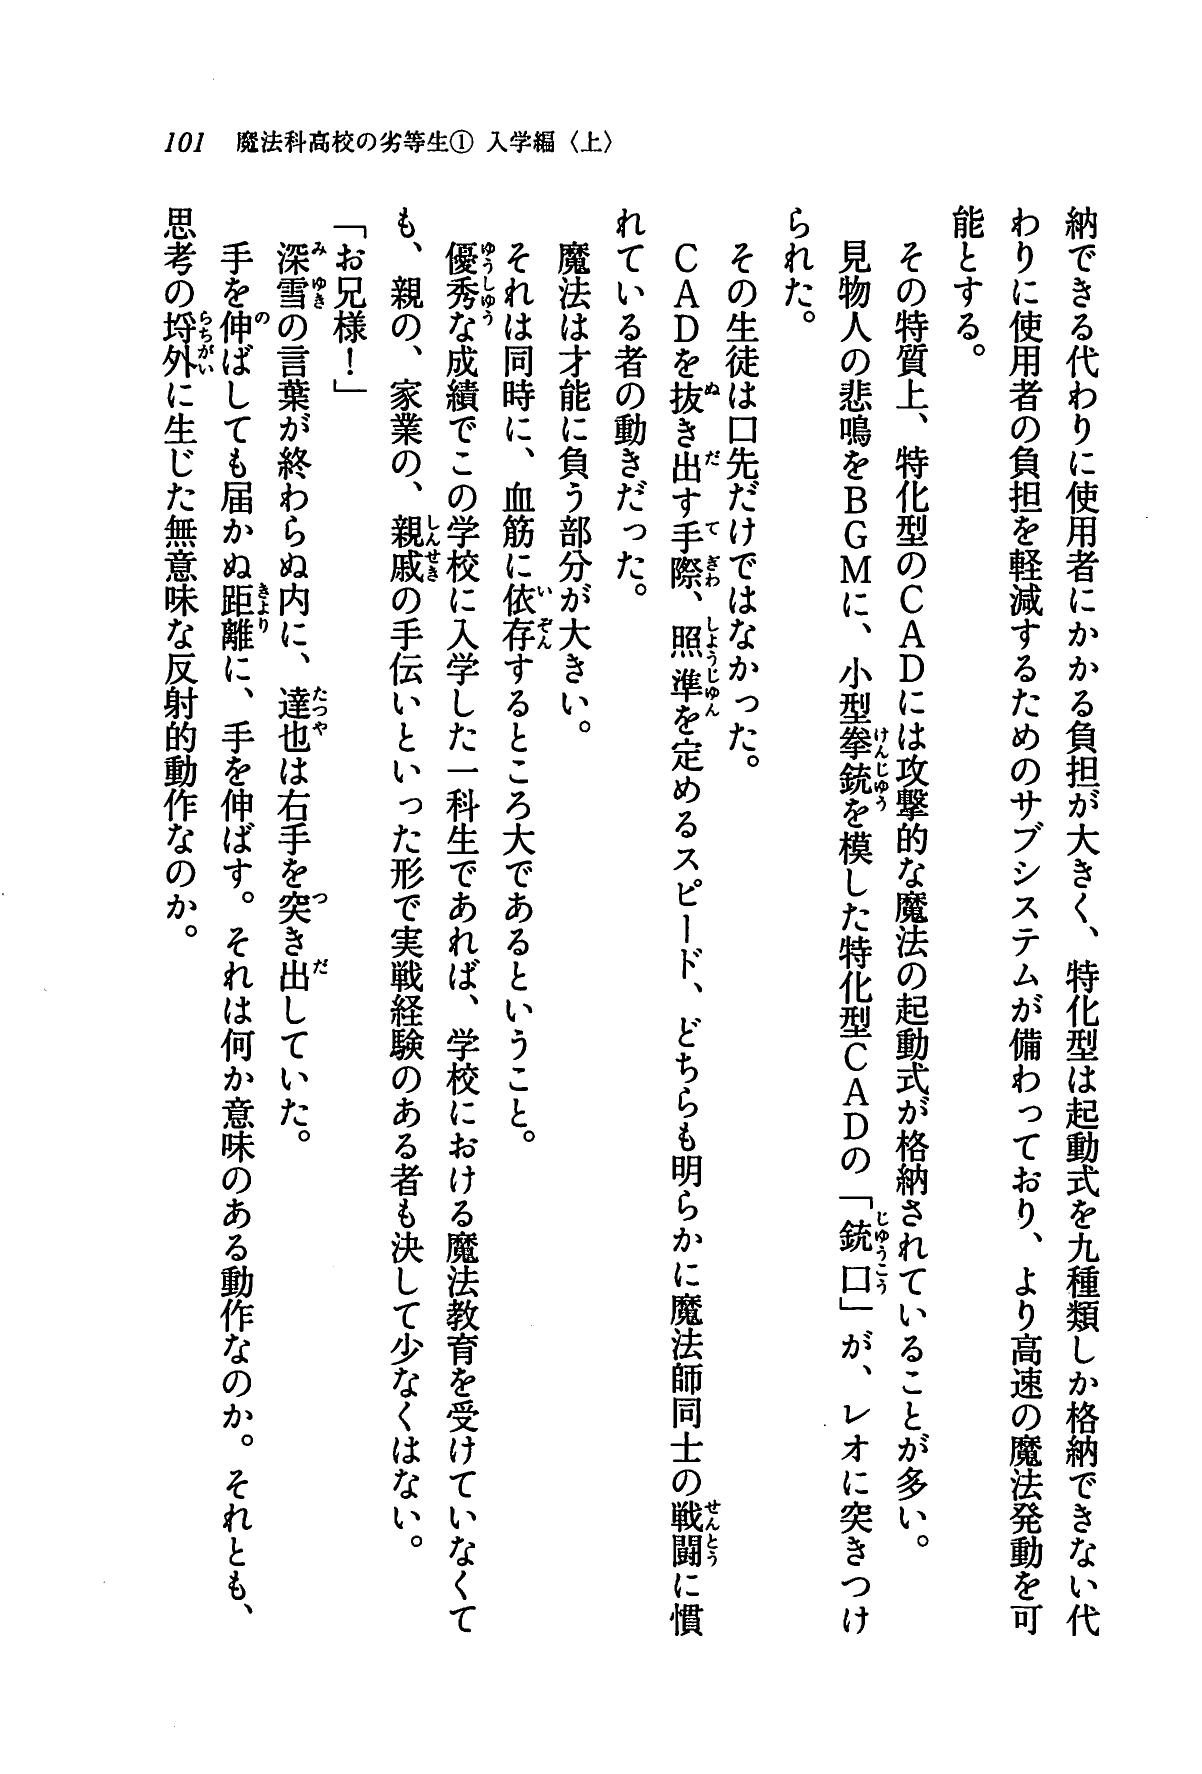 101 魔法科高校の劣等生① 入学編〈上〉
納できる代わりに使用者にかかる負担が大きく、特化型は起動式を九種類しか格納できない代
わりに使用者の負担を軽減するためのサブシステムが備わっており、より高速の魔法発動を可
能とする。
その特質上、特化型のCADには攻撃的な魔法の起動式が格納されていることが多い。
見物人の悲鳴をBGMに、小型拳銃を模した特化型CADの「銃口」が、レオに突きつけ
られた。
その生徒は口先だけではなかった。
CADを抜き出す手際、照準を定めるスピード、どちらも明らかに魔法師同士の戦闘に慣
れている者の動きだった。
魔法は才能に負う部分が大きい。
それは同時に、血筋に依存するところ大であるということ。
優秀な成績でこの学校に入学した一科生であれば、学校における魔法教育を受けていなくて
も、親の、家業の、親戚の手伝いといった形で実戦経験のある者も決して少なくはない。
「お兄様！」
深雪の言葉が終わらぬ内に、達也は右手を突き出していた。
手を伸ばしても届かぬ距離に、手を伸ばす。それは何か意味のある動作なのか。それとも、
思考の埒外に生じた無意味な反射的動作なのか。